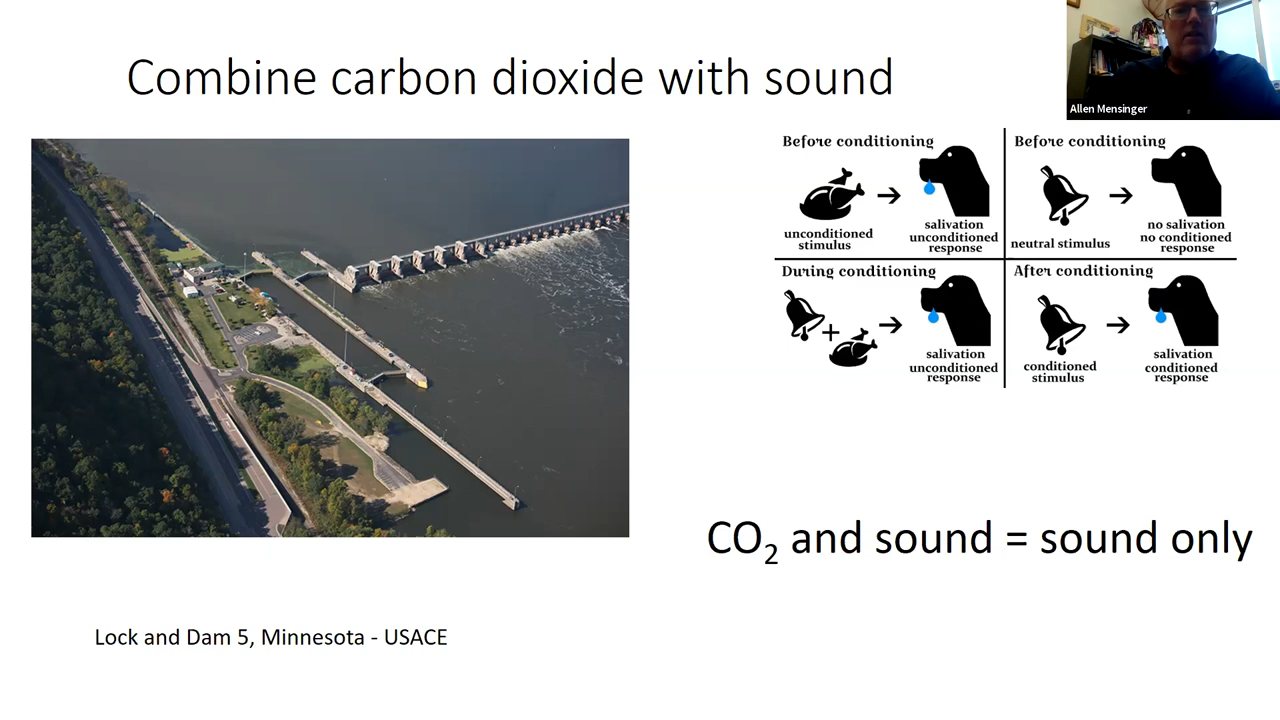 Combine carbon dioxide with sound
Allen Mensinger
Before conditioning
unconditioned
stimulus
salivation
unconditioned
response
Before conditioning
neutral stimulus
no salivation
no conditioned
response
During conditioning
+
salivation
unconditioned
response
After conditioning
conditioned
stimulus
salivation
conditioned
response
CO₂ and sound = sound only
Lock and Dam 5, Minnesota - USACE